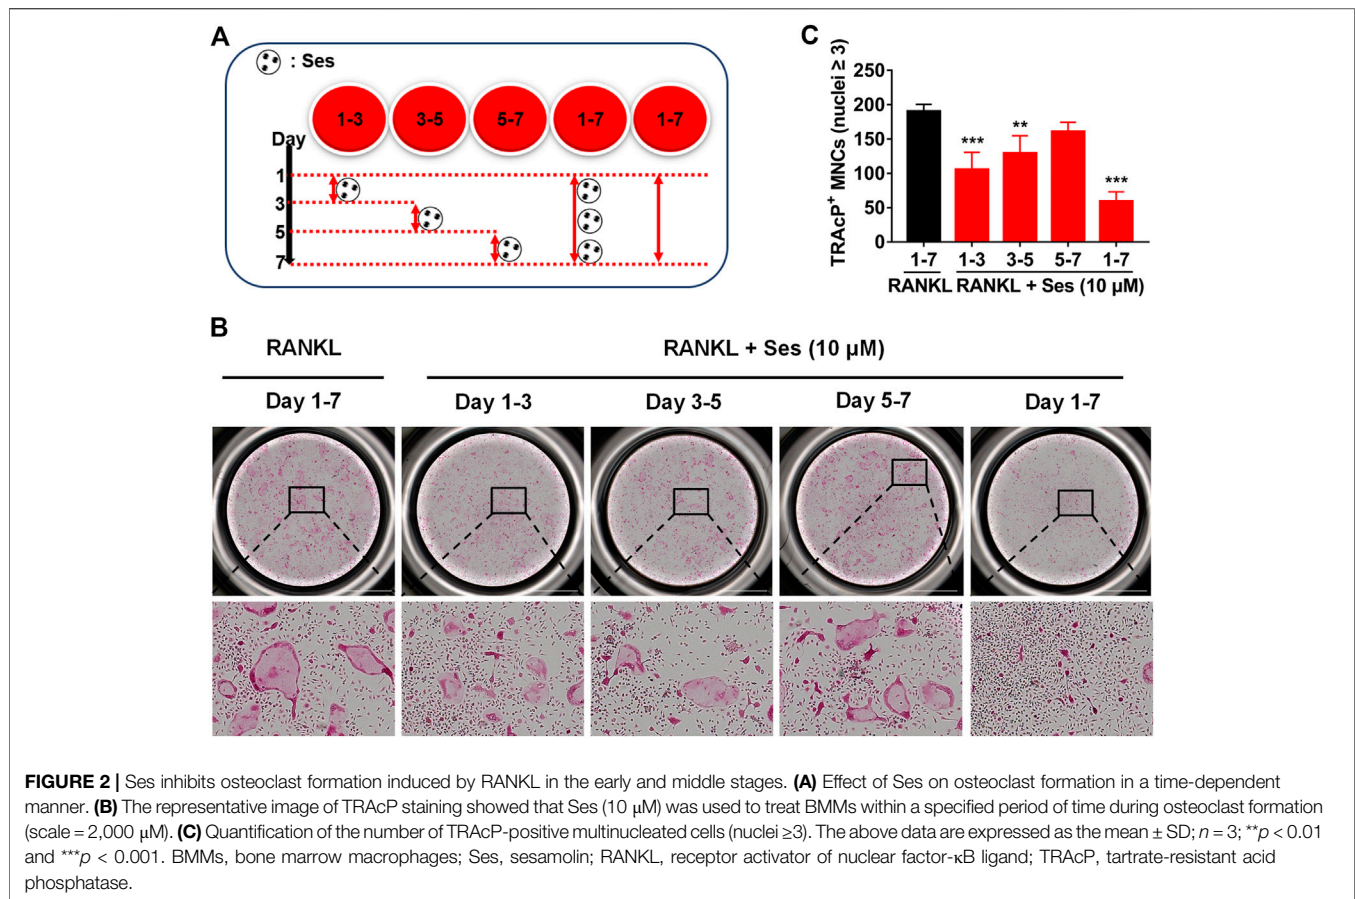 A
: Ses
1-3 3-5 5-7 1-7 1-7
Day
1
3
5
7
C
TRAcP+ MNCs (nuclei ≥ 3)
250
200
150
100
50
0
*** ** ***
1-7 1-3 3-5 5-7 1-7
RANKL RANKL + Ses (10 µM)
B
RANKL RANKL + Ses (10 µM)
Day 1-7 Day 1-3 Day 3-5 Day 5-7 Day 1-7
FIGURE 2 | Ses inhibits osteoclast formation induced by RANKL in the early and middle stages. (A) Effect of Ses on osteoclast formation in a time-dependent
manner. (B) The representative image of TRAcP staining showed that Ses (10 μM) was used to treat BMMs within a specified period of time during osteoclast formation
(scale = 2,000 μM). (C) Quantification of the number of TRAcP-positive multinucleated cells (nuclei ≥3). The above data are expressed as the mean ± SD; n = 3; **p < 0.01
and ***p < 0.001. BMMs, bone marrow macrophages; Ses, sesamolin; RANKL, receptor activator of nuclear factor-κB ligand; TRAcP, tartrate-resistant acid
phosphatase.